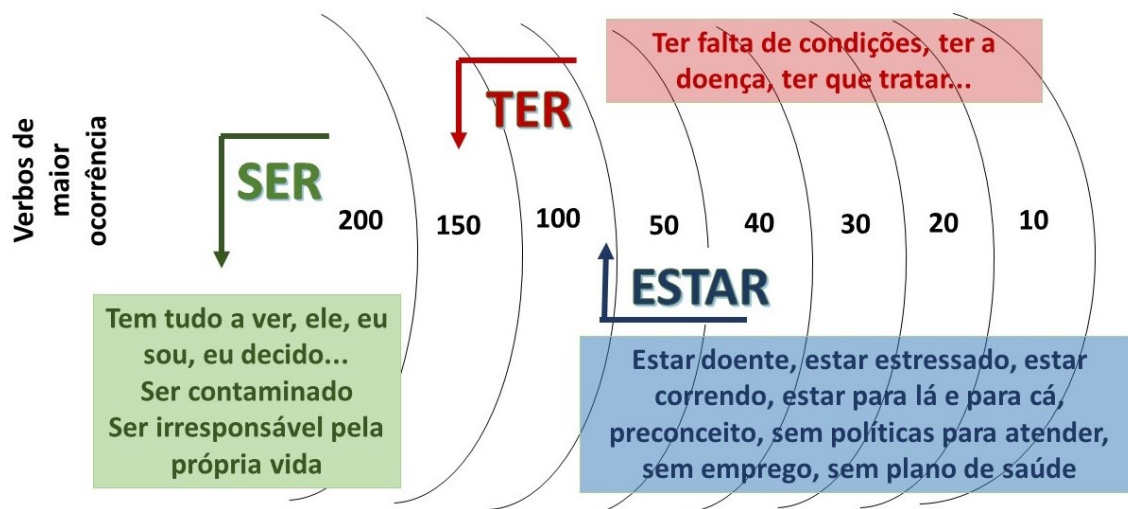 Verbos de
maior
ocorrência
SER
TER
Ter falta de condições, ter a
doença, ter que tratar...
200
150
100
50
40
30
20
10
ESTAR
Tem tudo a ver, ele, eu
sou, eu decido...
Ser contaminado
Ser irresponsável pela
própria vida
Estar doente, estar estressado, estar
correndo, estar para lá e para cá,
preconceito, sem políticas para atender,
sem emprego, sem plano de saúde